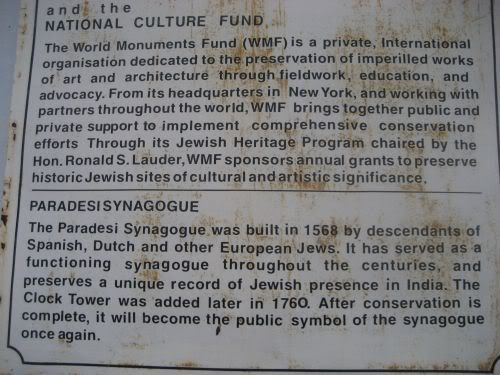 and the
NATIONAL CULTURE FUND
The World Monuments Fund (WMF) is a private, International
organisation dedicated to the preservation of imperilled works
of art and architecture through fieldwork, education, and
advocacy. From its headquarters in New York, and working with
partners throughout the world, WMF brings together public and
private support to implement comprehensive conservation
efforts Through its Jewish Heritage Program chaired by the
Hon. Ronald S. Lauder, WMF sponsors annual grants to preserve
historic Jewish sites of cultural and artistic significance.
PARADESI SYNAGOGUE
The Paradesi Synagogue was built in 1568 by descendants of
Spanish, Dutch and other European Jews. It has served as a
functioning synagogue throughout the centuries, and
preserves a unique record of Jewish presence in India. The
Clock Tower was added later in 1760. After conservation is
complete, it will become the public symbol of the synagogue
once again.